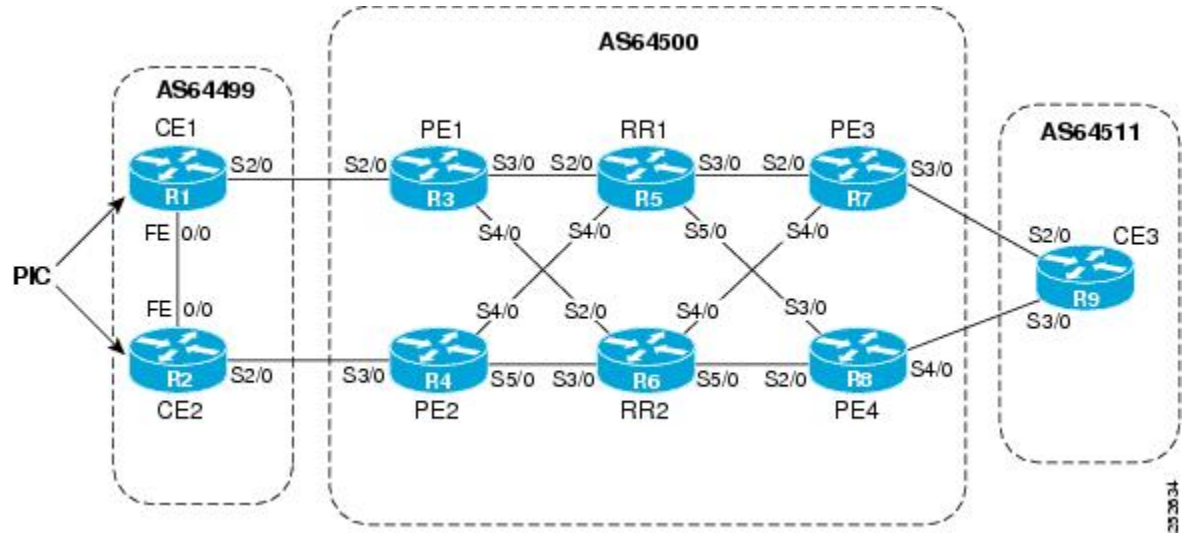 AS64500
AS64499
AS64511
CE1
PE1
RR1
PE3
S2/0
S2/0
S3/0
S2/0
S3/0
S2/0
S3/0
R1
R3
R5
R7
FE 0/0
S4/0
S4/0
S5/0
S4/0
S2/0
CE3
PIC
R9
FE 0/0
S4/0
S2/0
S4/0
S3/0
S3/0
R2
R4
R6
R8
S2/0
S3/0
S5/0
S3/0
S5/0
S2/0
S4/0
CE2
PE2
RR2
PE4